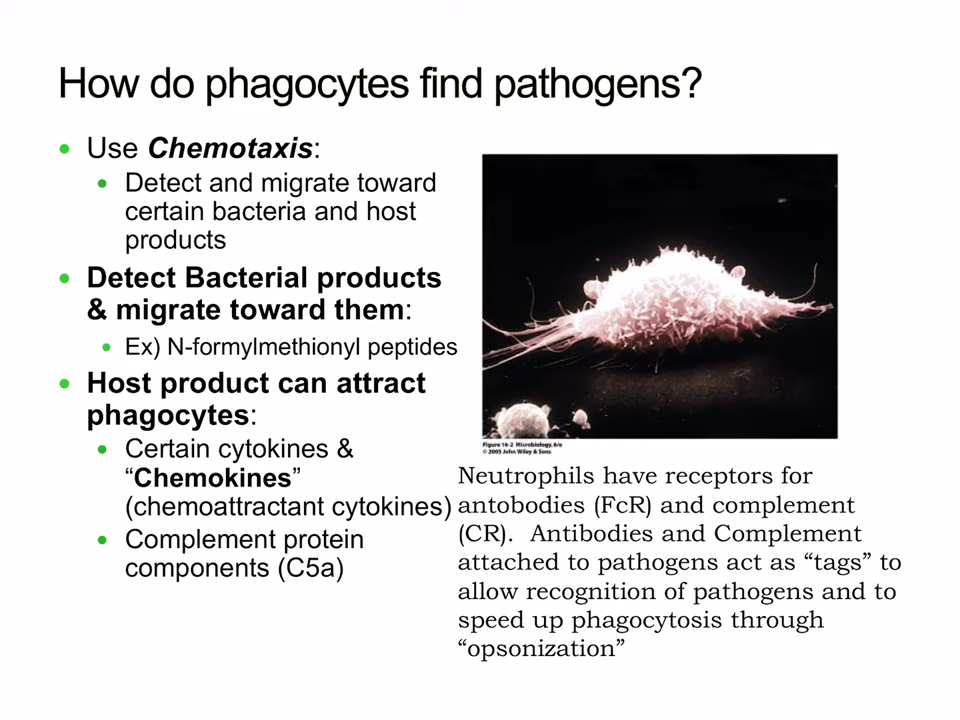 How do phagocytes find pathogens?
• Use Chemotaxis:
• Detect and migrate toward
certain bacteria and host
products
• Detect Bacterial products
& migrate toward them:
• Ex) N-formylmethionyl peptides
• Host product can attract
phagocytes:
• Certain cytokines &
“Chemokines”
(chemoattractant cytokines)
• Complement protein
components (C5a)
Figure 16-2 Microbiology, 6/e
© 2005 John Wiley & Sons
Neutrophils have receptors for
antobodies (FcR) and complement
(CR). Antibodies and Complement
attached to pathogens act as “tags” to
allow recognition of pathogens and to
speed up phagocytosis through
“opsonization”